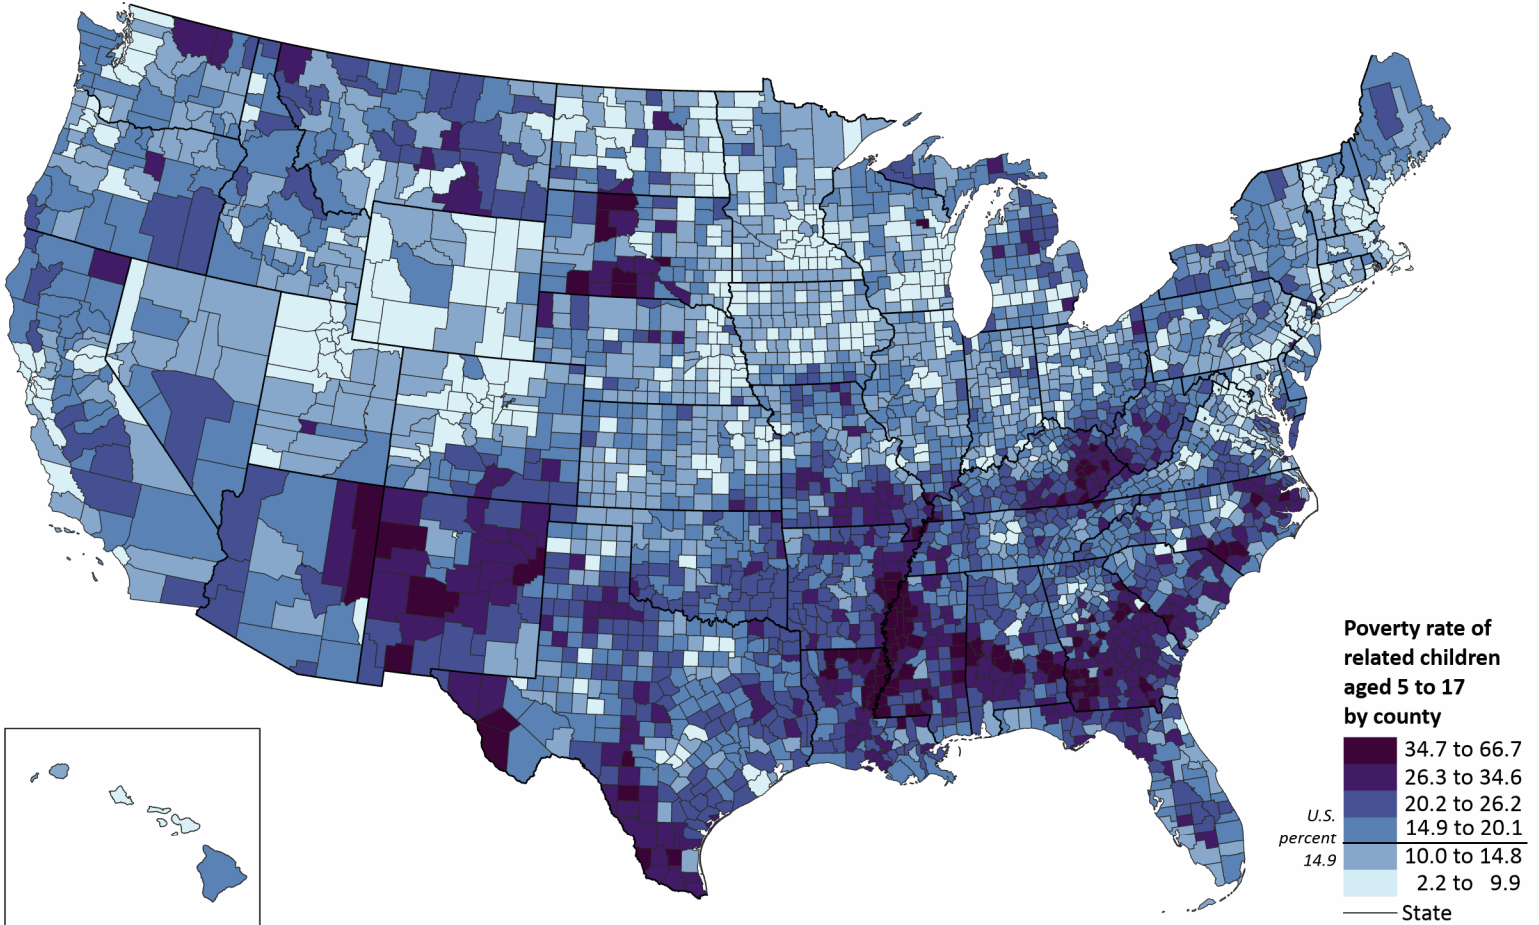 Poverty rate of
related children
aged 5 to 17
by county
34.7 to 66.7
26.3 to 34.6
20.2 to 26.2
14.9 to 20.1
U.S.
percent
14.9
10.0 to 14.8
2.2 to 9.9
State